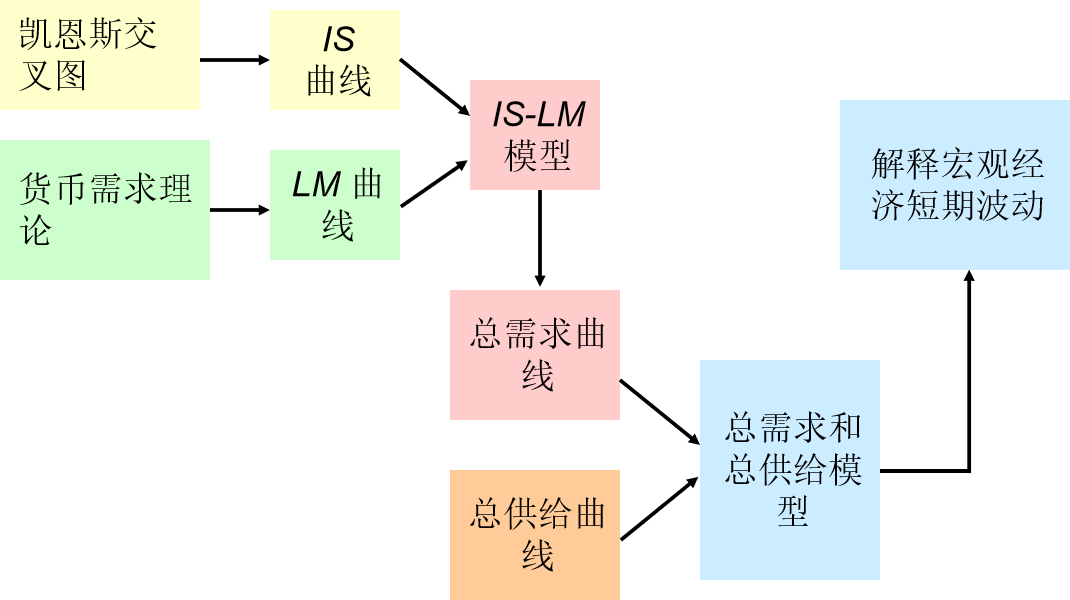 凯恩斯交
叉图
IS
曲线
货币需求理
论
LM 曲
线
IS-LM
模型
解释宏观经
济短期波动
总需求曲
线
总供给曲
线
总需求和
总供给模
型